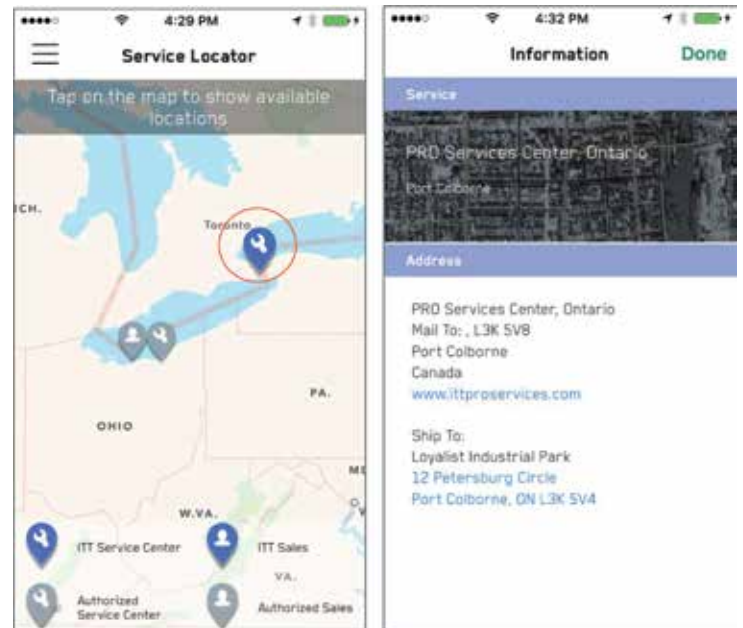 4:29 PM
Service Locator
Tap on the map to show available
locations
ICH.
Toronto
PA.
OHIO
W.VA.
VA.
ITT Service Center
ITT Sales
Authorized
Service Center
Authorized Sales
4:32 PM
Information
Done
Service
PRO Services Center, Ontario
Port Colborne
Address
PRO Services Center, Ontario
Mail To: , L3K 5V8
Port Colborne
Canada
www.ittproservices.com
Ship To:
Loyalist Industrial Park
12 Petersburg Circle
Port Colborne, ON L3K 5V4